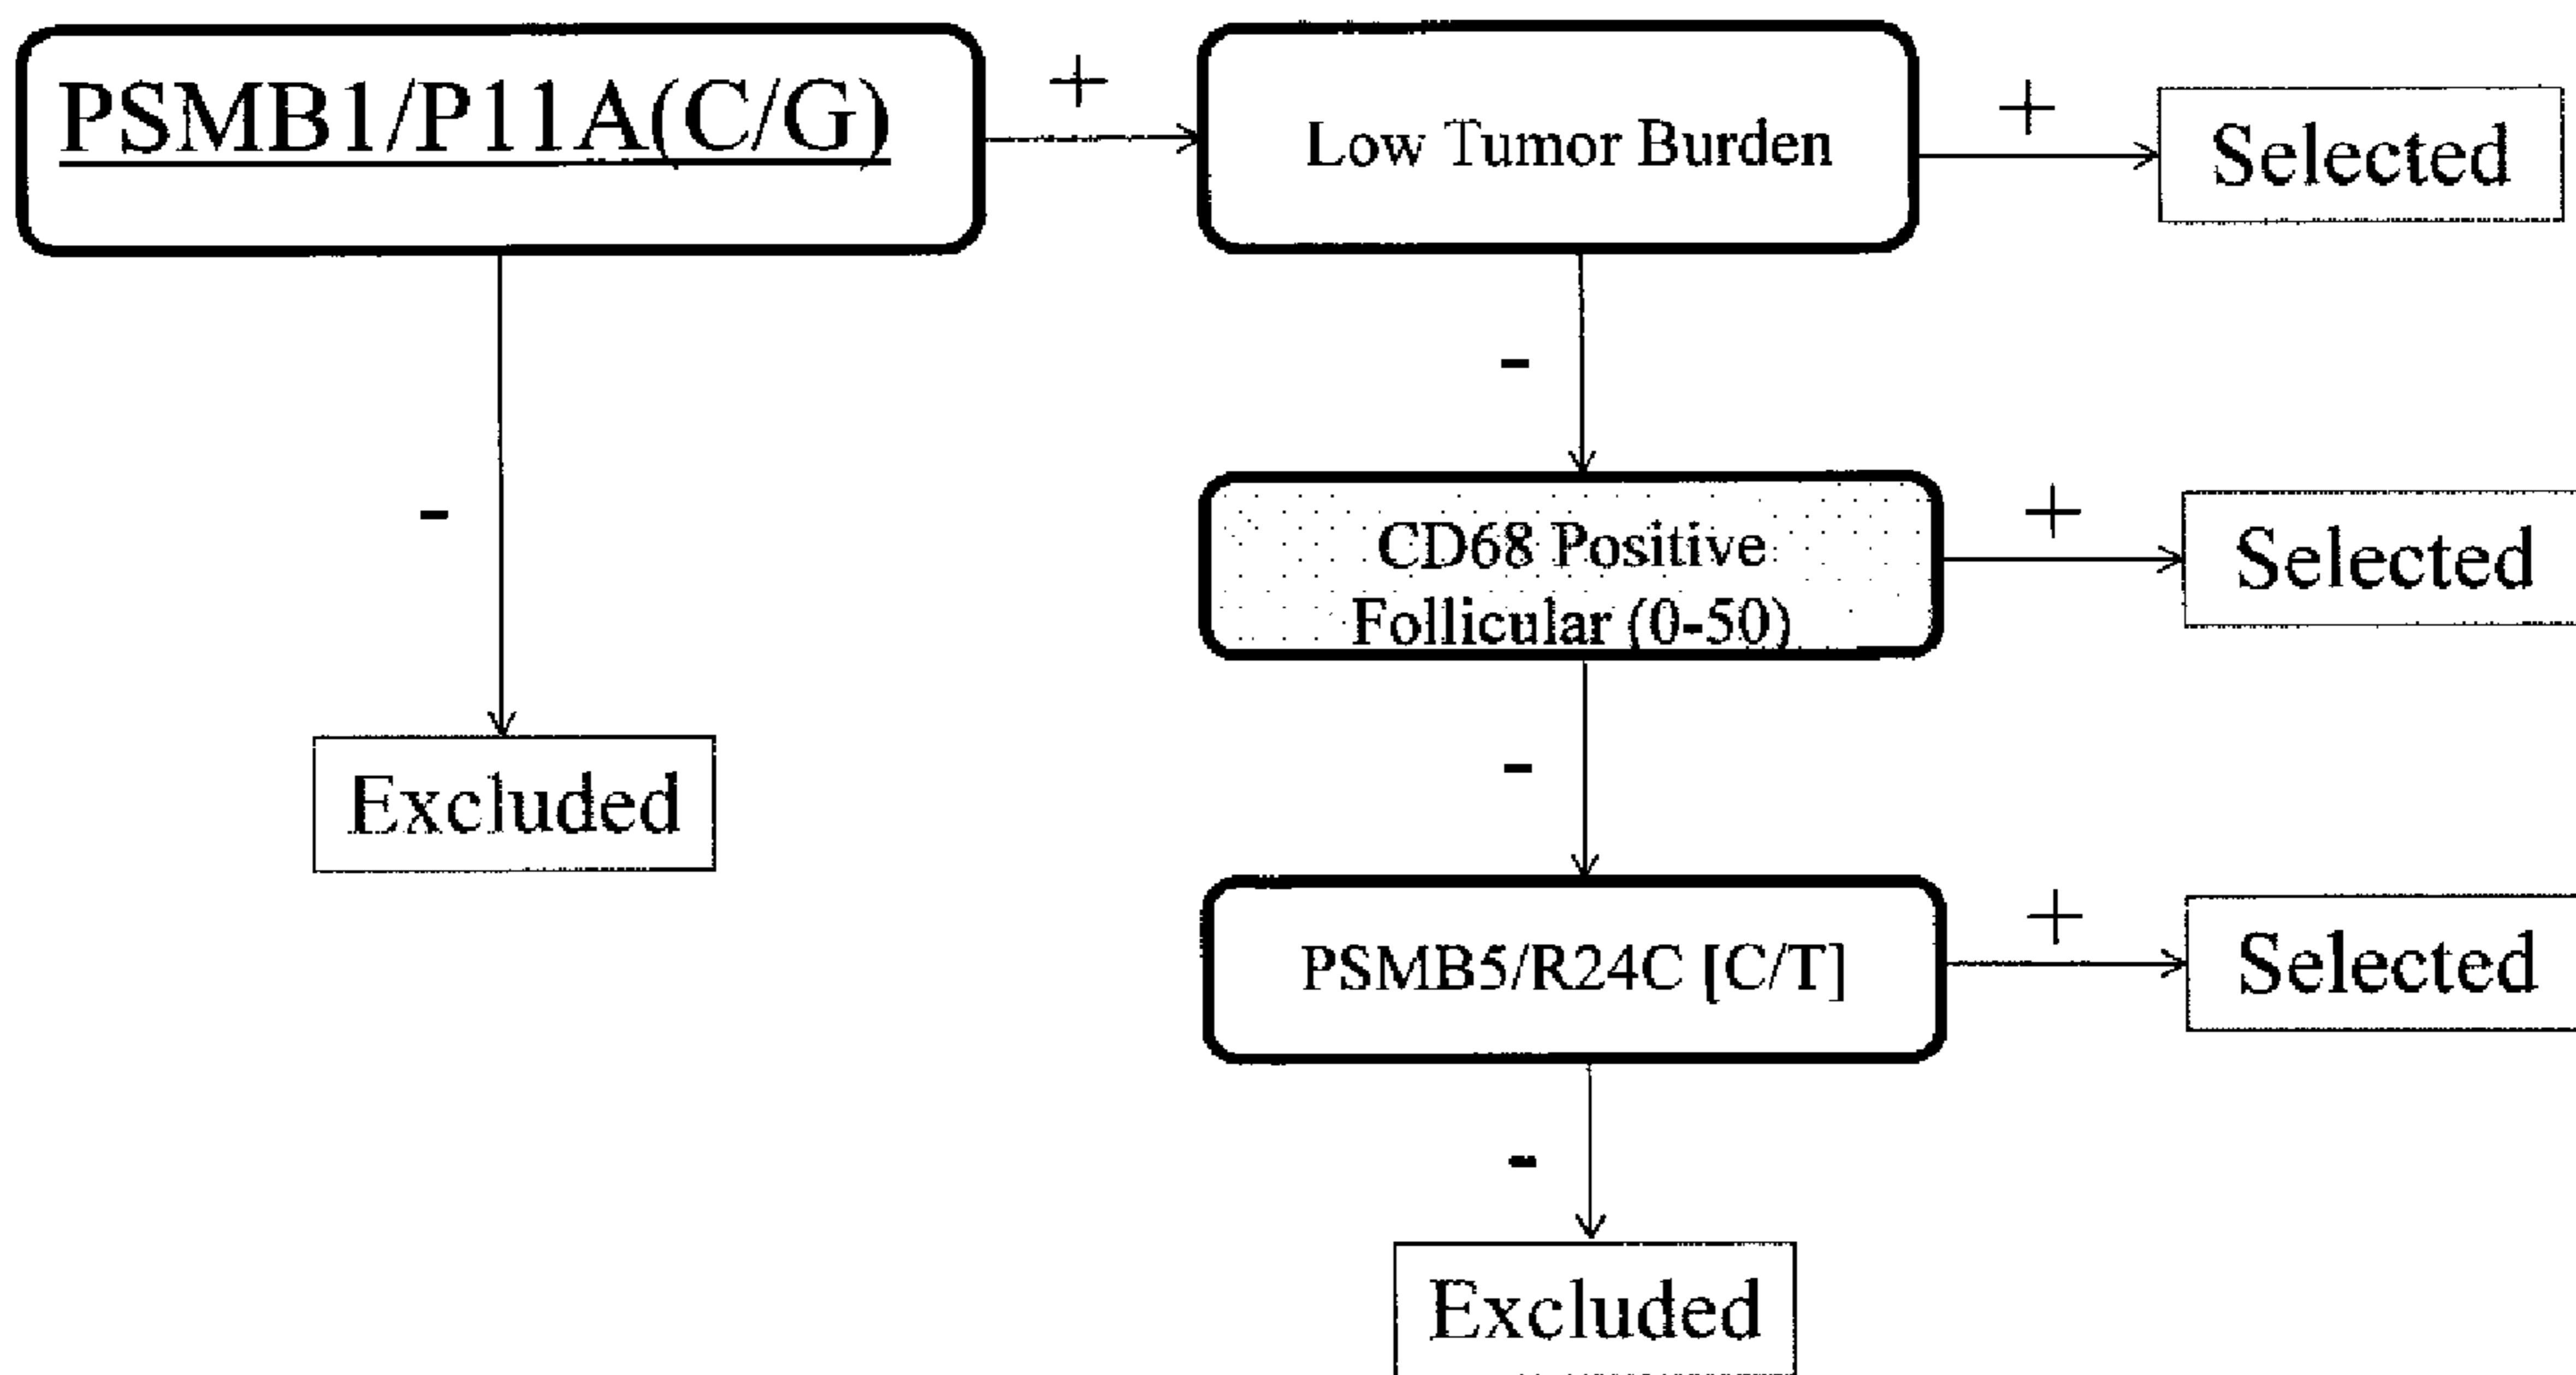 PSMB1/P11A(C/G)
+
Low Tumor Burden
+
Selected
-
-
CD68 Positive
Follicular (0-50)
+
Selected
-
Excluded
PSMB5/R24C [C/T]
+
Selected
-
Excluded